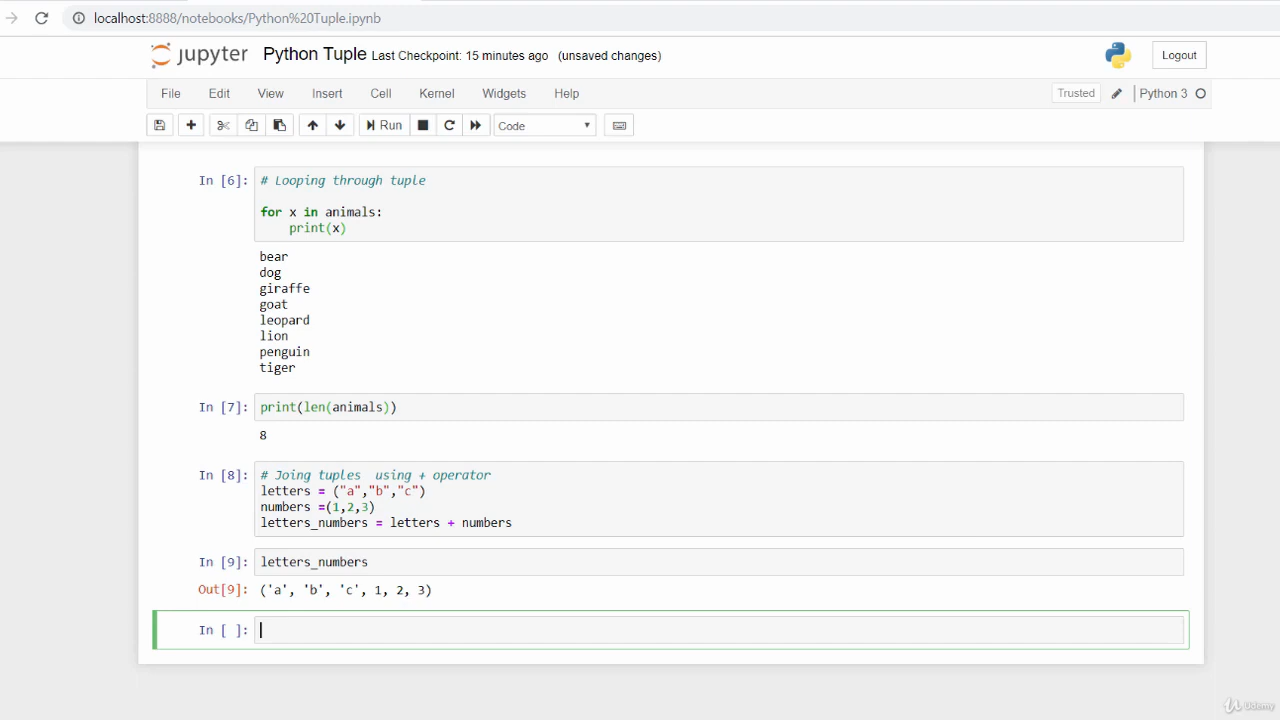 localhost:8888/notebooks/Python%20Tuple.ipynb
jupyter Python Tuple Last Checkpoint: 15 minutes ago (unsaved changes) Logout
File Edit View Insert Cell Kernel Widgets Help Trusted Python 3
Run Code
In [6]: # Looping through tuple
for x in animals:
print(x)
bear
dog
giraffe
goat
leopard
lion
penguin
tiger
In [7]: print(len(animals))
8
In [8]: # Joing tuples  using + operator
letters = ("a","b","c")
numbers =(1,2,3)
letters_numbers = letters + numbers
In [9]: letters_numbers
Out[9]: ('a', 'b', 'c', 1, 2, 3)
In [ ]:
Udemy